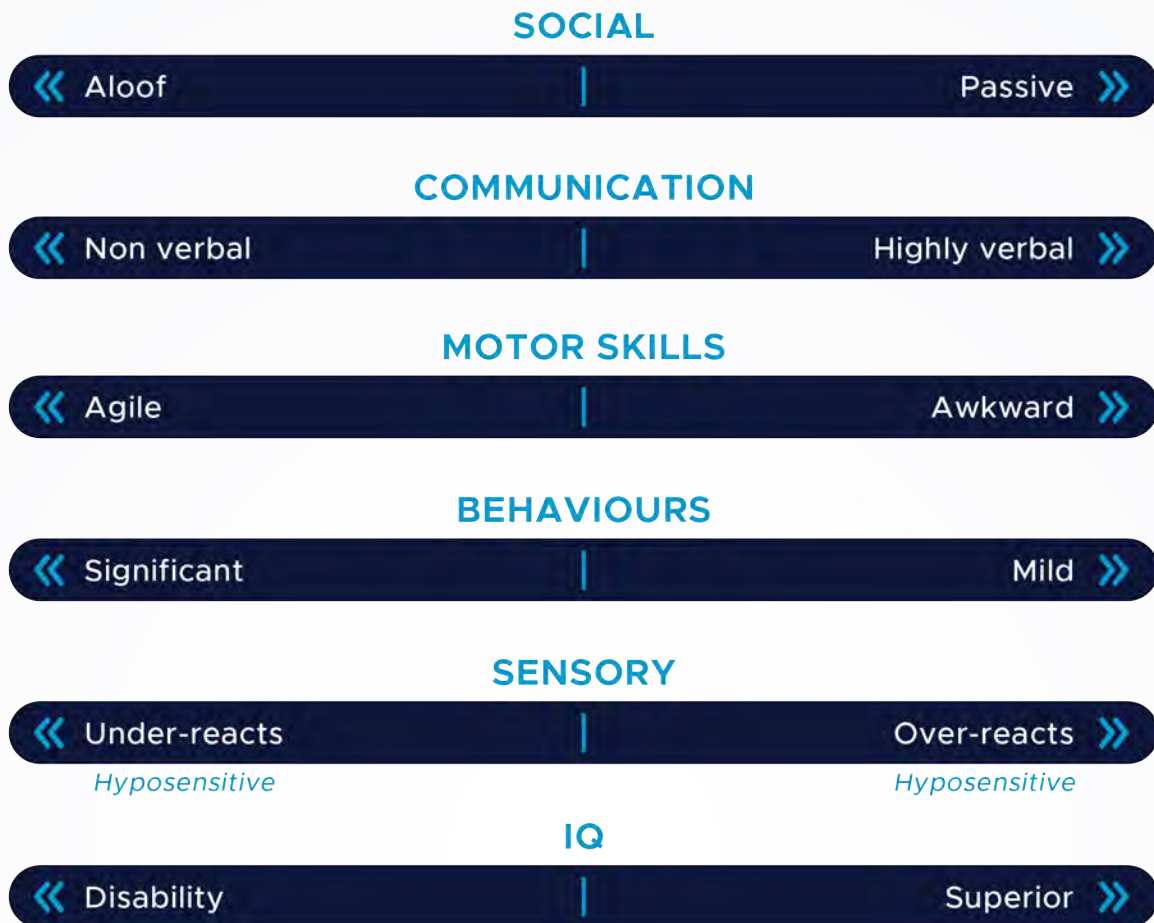 SOCIAL
Aloof Passive
COMMUNICATION
Non verbal Highly verbal
MOTOR SKILLS
Agile Awkward
BEHAVIOURS
Significant Mild
SENSORY
Under-reacts Over-reacts
Hyposensitive Hyposensitive
IQ
Disability Superior